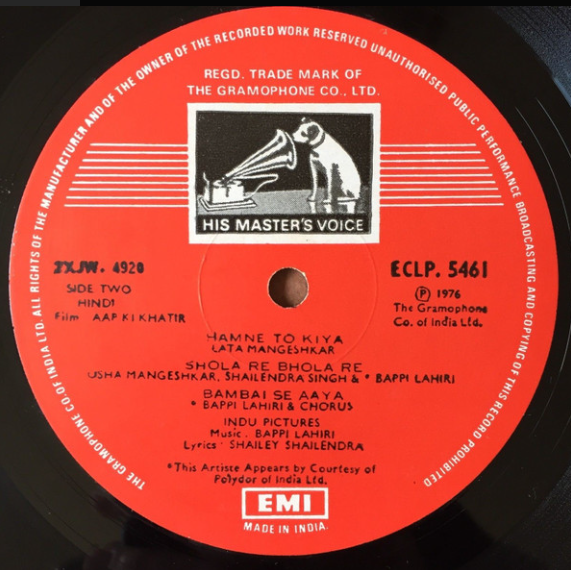 THE GRAMOPHONE CO. OF INDIA LTD. ALL RIGHTS OF THE MANUFACTURER AND OF THE OWNER OF THE RECORDED WORK RESERVED UNAUTHORISED PUBLIC PERFORMANCE BROADCASTING AND COPYING OF THIS RECORD PROHIBITED
REGD. TRADE MARK OF
THE GRAMOPHONE CO., LTD.
HIS MASTER'S VOICE
2XJW. 4920
SIDE TWO
HINDI
Film AAP KI KHATIR
ECLP. 5461
Ⓟ 1976
The Gramophone
Co. of India Ltd.
HAMNE TO KIYA
LATA MANGESHKAR
SHOLA RE BHOLA RE
USHA MANGESHKAR, SHAILENDRA SINGH & * BAPPI LAHIRI
BAMBAI SE AAYA
* BAPPI LAHIRI & CHORUS
INDU PICTURES
Music : BAPPI LAHIRI
Lyrics : SHAILEY SHAILENDRA
*This Artiste Appears by Courtesy of
Polydor of India Ltd.
EMI
MADE IN INDIA.